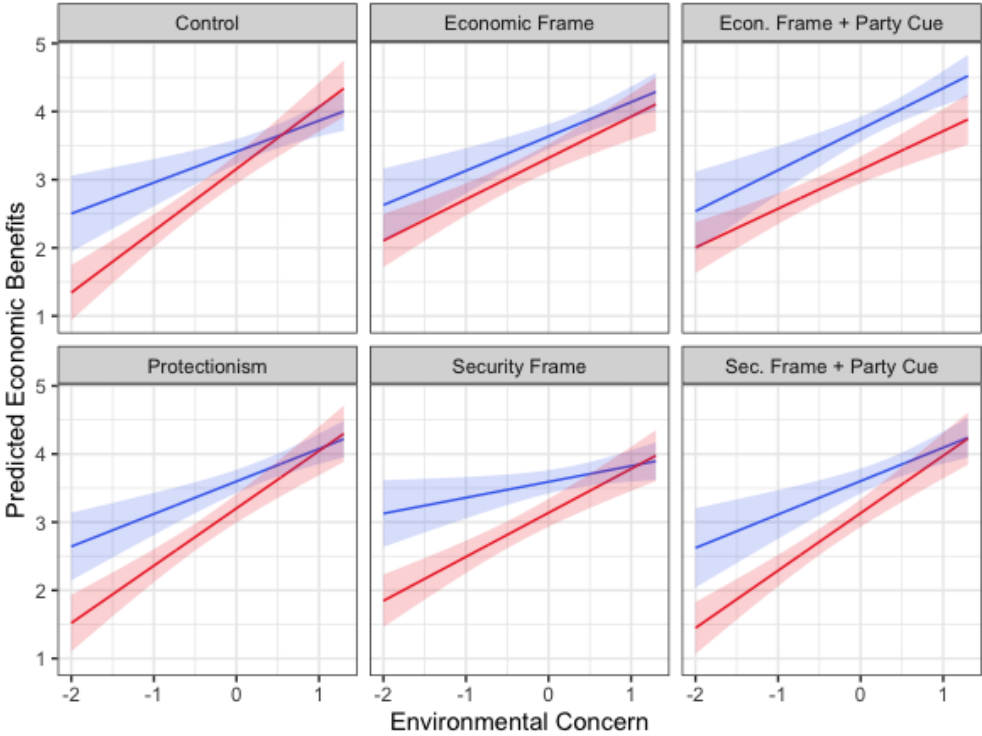 Control
Economic Frame
Econ. Frame + Party Cue
5
4
3
2
1
Protectionism
Security Frame
Sec. Frame + Party Cue
5
4
3
2
1
-2 -1 0 1
-2 -1 0 1
-2 -1 0 1
Predicted Economic Benefits
Environmental Concern